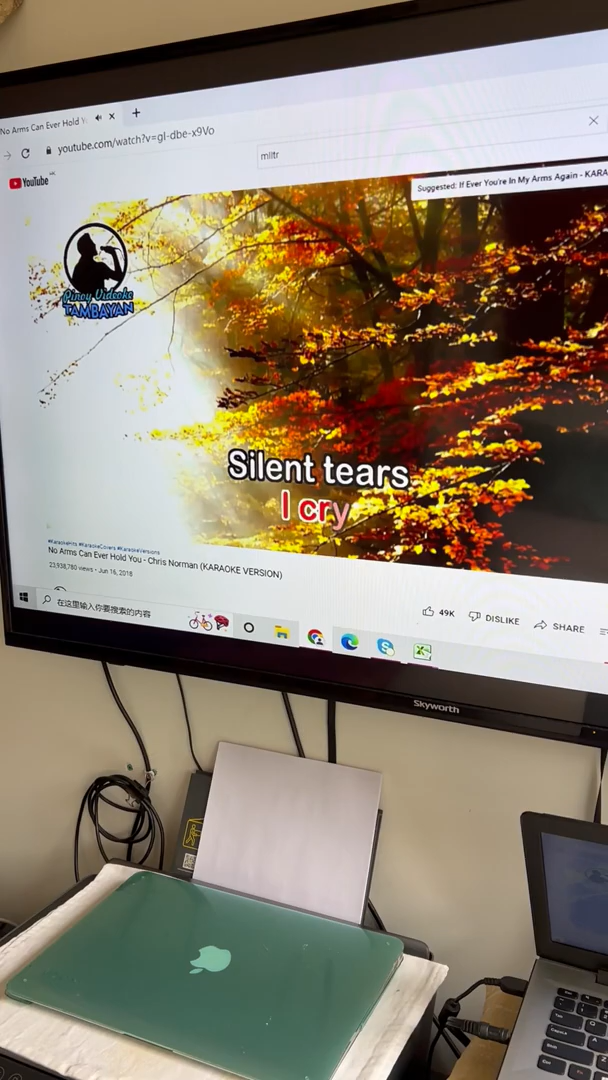 No Arms Can Ever Hold Y
youtube.com/watch?v=gl-dbe-x9Vo
YouTube
mlltr
Suggested: If Ever You're In My Arms Again - KARA
Pinoy Videoke
TAMBAYAN
Silent tears
I cry
#KaraokeHits #KaraokeCovers #KaraokeVersions
No Arms Can Ever Hold You - Chris Norman (KARAOKE VERSION)
23,938,780 views • Jun 16, 2018
49K
DISLIKE
SHARE
在这里输入你要搜索的内容
Skyworth